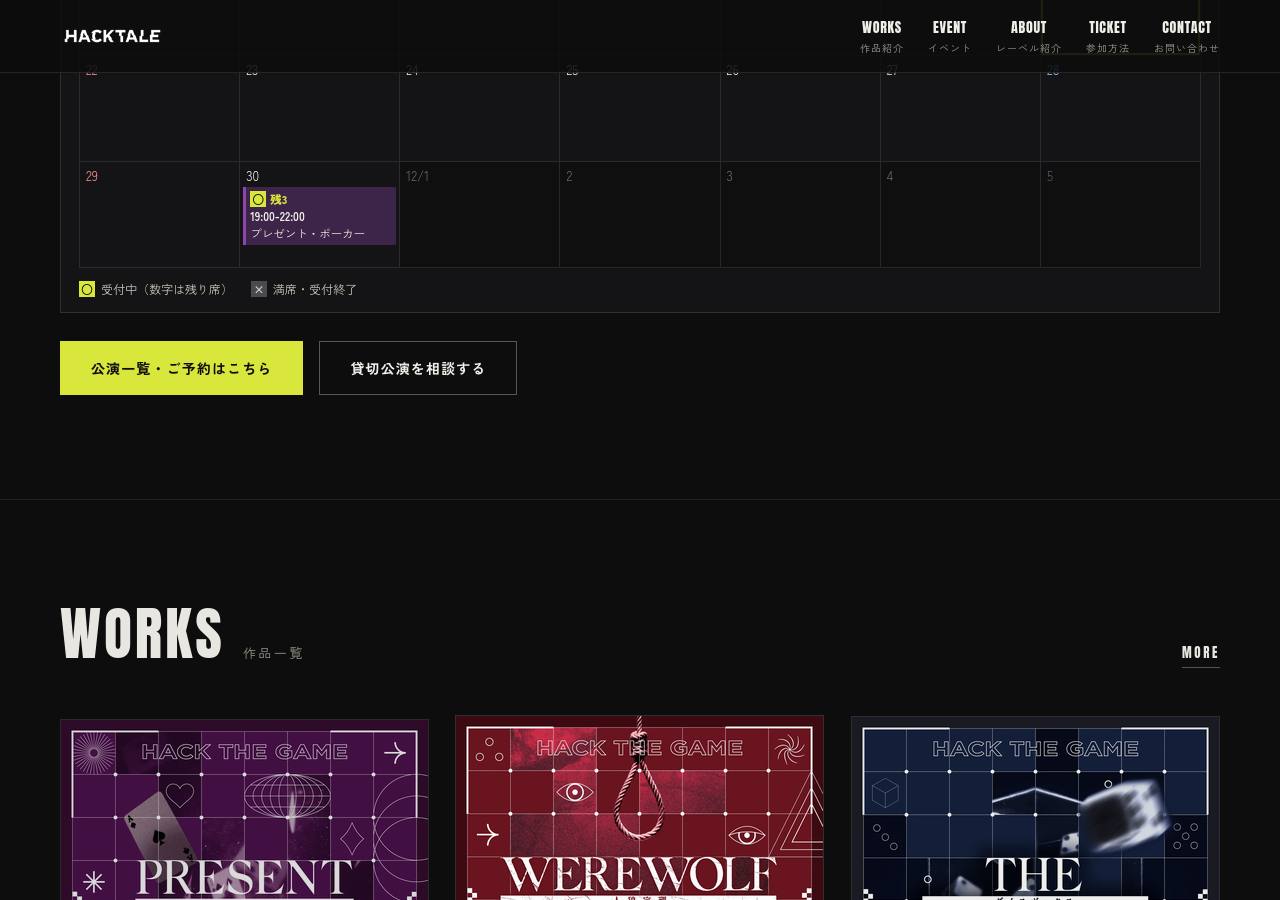 HACKTALE
WORKS
作品紹介
EVENT
イベント
ABOUT
レーベル紹介
TICKET
参加方法
CONTACT
お問い合わせ
22 23 24 25 26 27 28
29 30 12/1 2 3 4 5
残3
19:00-22:00
プレゼント・ポーカー
受付中（数字は残り席） × 満席・受付終了
公演一覧・ご予約はこちら
貸切公演を相談する
WORKS 作品一覧
MORE
HACK THE GAME
A
PRESENT
HACK THE GAME
WEREWOLF
HACK THE GAME
THE